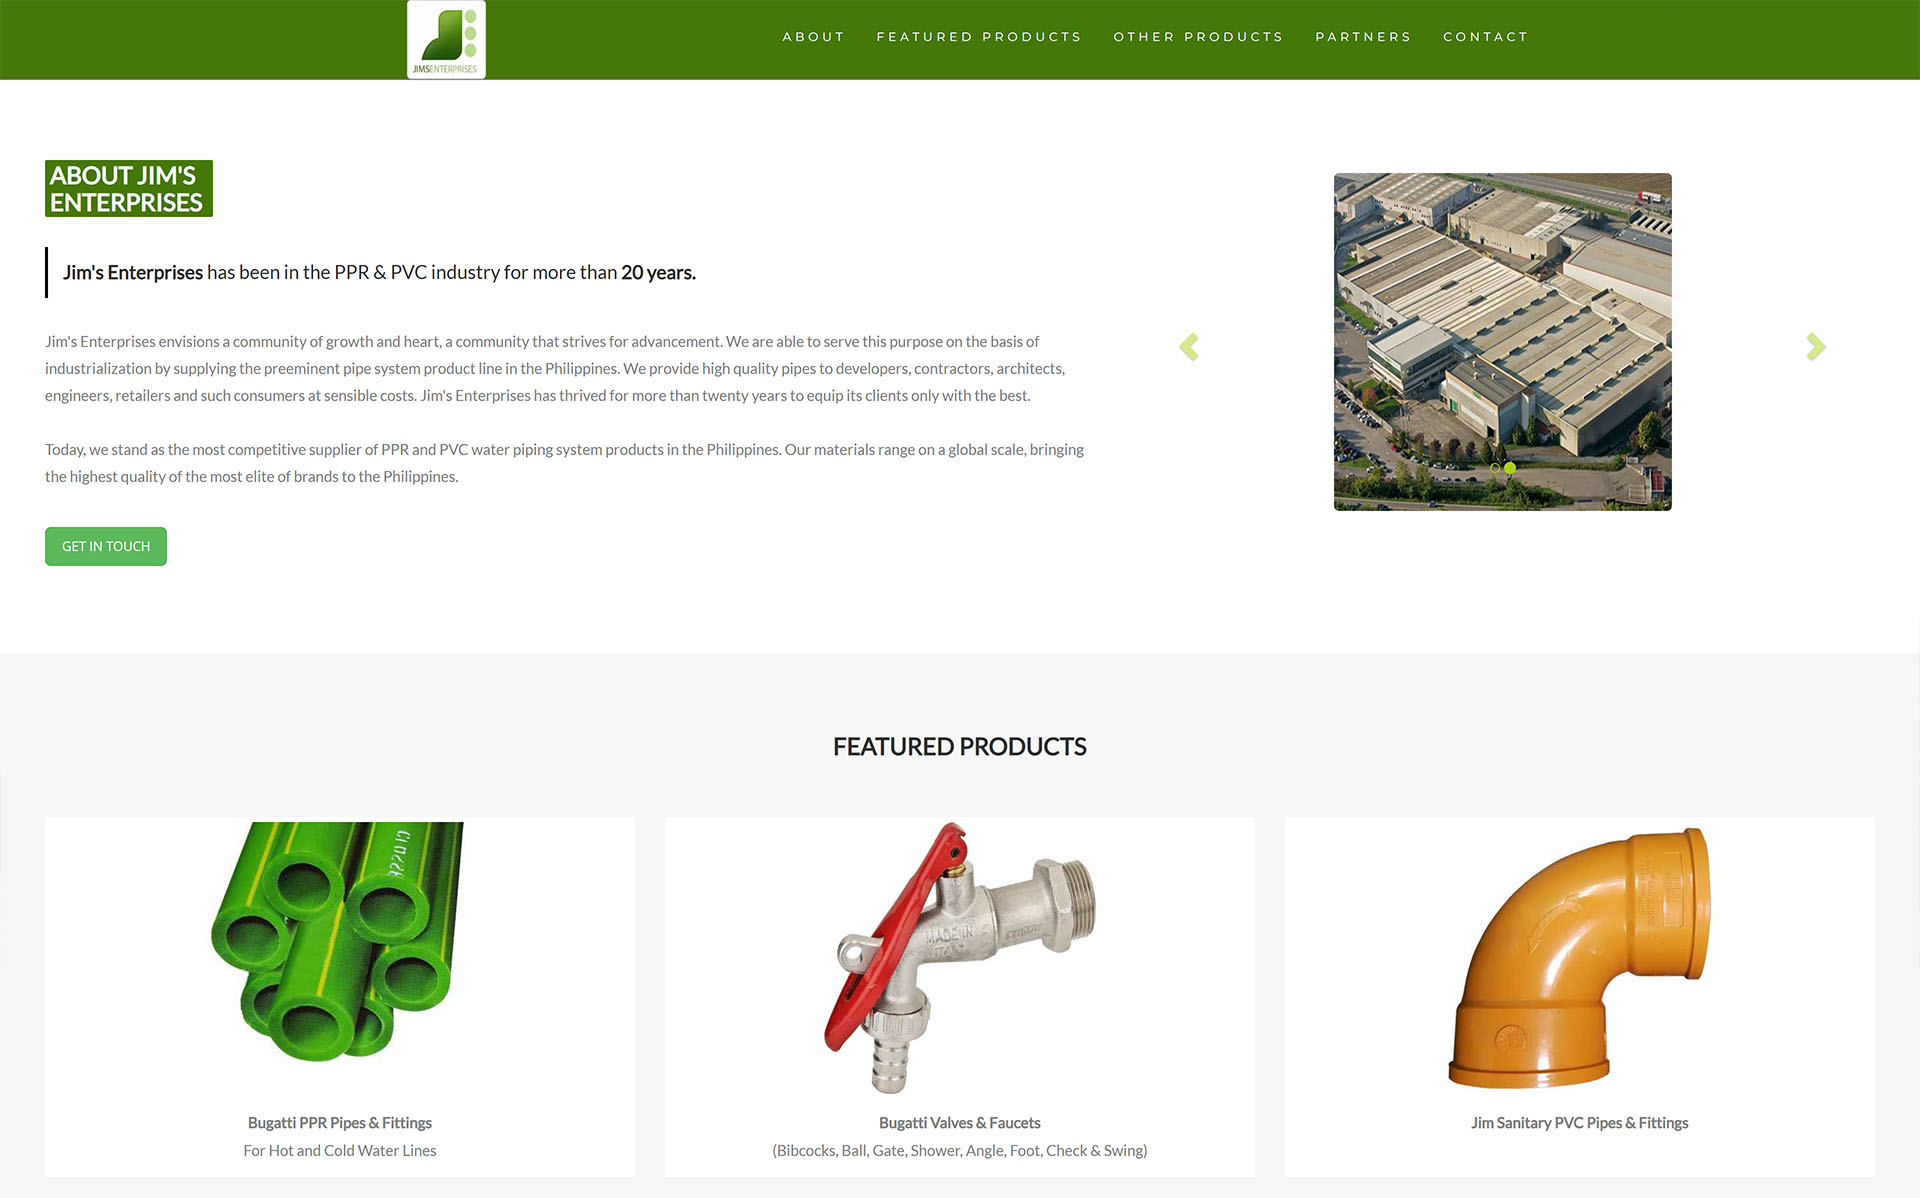 JIMSENTERPRISES
ABOUT
FEATURED PRODUCTS
OTHER PRODUCTS
PARTNERS
CONTACT
ABOUT JIM'S
ENTERPRISES
Jim's Enterprises has been in the PPR & PVC industry for more than 20 years.
Jim's Enterprises envisions a community of growth and heart, a community that strives for advancement. We are able to serve this purpose on the basis of
industrialization by supplying the preeminent pipe system product line in the Philippines. We provide high quality pipes to developers, contractors, architects,
engineers, retailers and such consumers at sensible costs. Jim's Enterprises has thrived for more than twenty years to equip its clients only with the best.
Today, we stand as the most competitive supplier of PPR and PVC water piping system products in the Philippines. Our materials range on a global scale, bringing
the highest quality of the most elite of brands to the Philippines.
GET IN TOUCH
FEATURED PRODUCTS
MADE IN
ITALY
Bugatti PPR Pipes & Fittings
For Hot and Cold Water Lines
Bugatti Valves & Faucets
(Bibcocks, Ball, Gate, Shower, Angle, Foot, Check & Swing)
Jim Sanitary PVC Pipes & Fittings